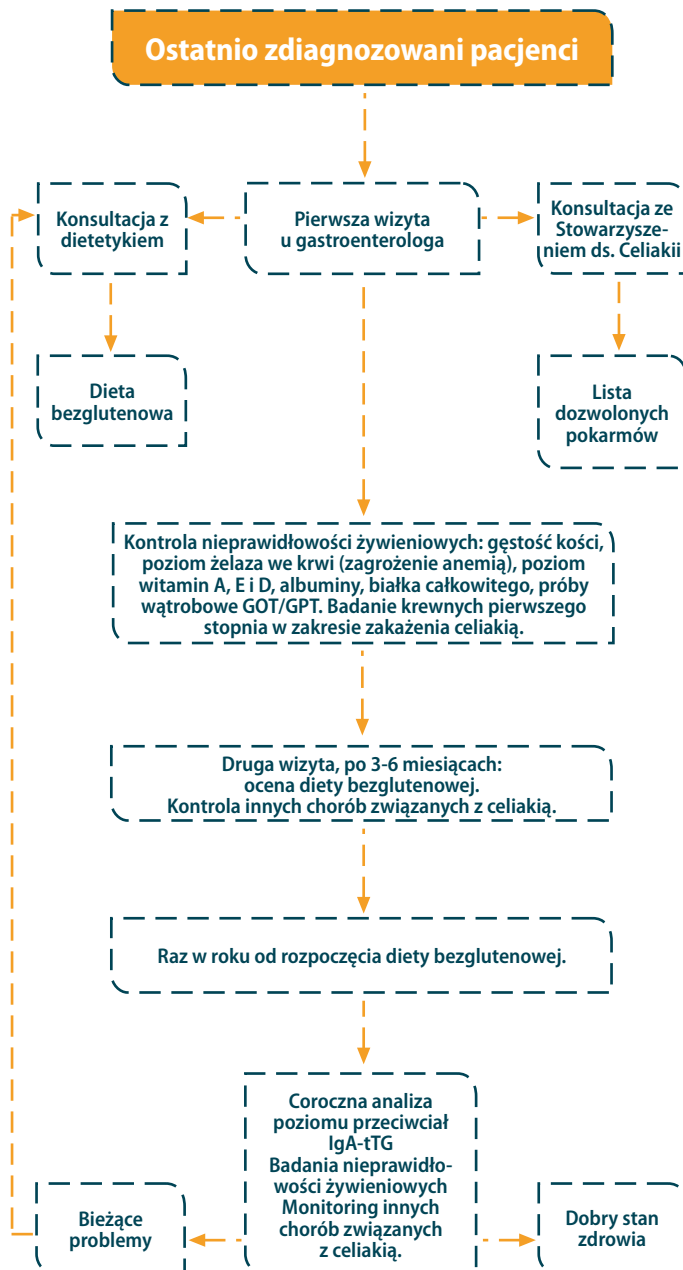 Ostatnio zdiagnozowani pacjenci
Konsultacja z
dietetykiem
Pierwsza wizyta
u gastroenterologa
Konsultacja ze
Stowarzysze-
niem ds. Celiakii
Dieta
bezglutenowa
Lista
dozwolonych
pokarmów
Kontrola nieprawidłowości żywieniowych: gęstość kości,
poziom żelaza we krwi (zagrożenie anemią), poziom
witamin A, E i D, albuminy, białka całkowitego, próby
wątrobowe GOT/GPT. Badanie krewnych pierwszego
stopnia w zakresie zakażenia celiakią.
Druga wizyta, po 3-6 miesiącach:
ocena diety bezglutenowej.
Kontrola innych chorób związanych z celiakią.
Raz w roku od rozpoczęcia diety bezglutenowej.
Coroczna analiza
poziomu przeciwciał
IgA-tTG
Badania nieprawidło-
wości żywieniowych
Monitoring innych
chorób związanych
z celiakią.
Bieżące
problemy
Dobry stan
zdrowia